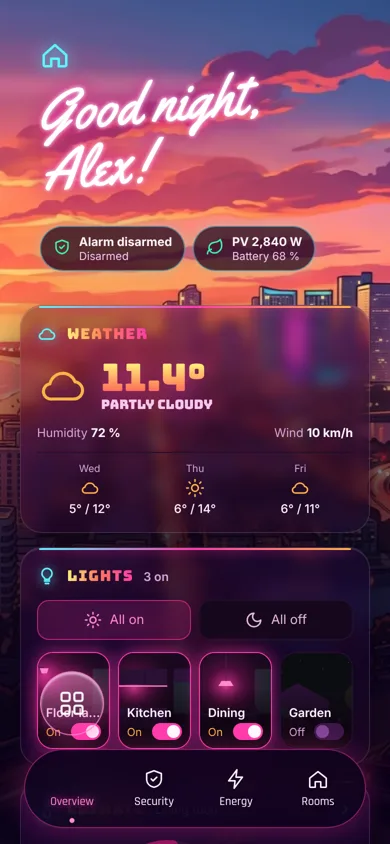 Good night,
Alex!
Alarm disarmed
Disarmed
PV 2,840 W
Battery 68 %
WEATHER
11.4°
PARTLY CLOUDY
Humidity 72 %
Wind 10 km/h
Wed
Thu
Fri
5° / 12°
6° / 14°
6° / 11°
LIGHTS 3 on
All on
All off
Floor la...
Kitchen
Dining
Garden
On
On
On
Off
Overview
Security
Energy
Rooms